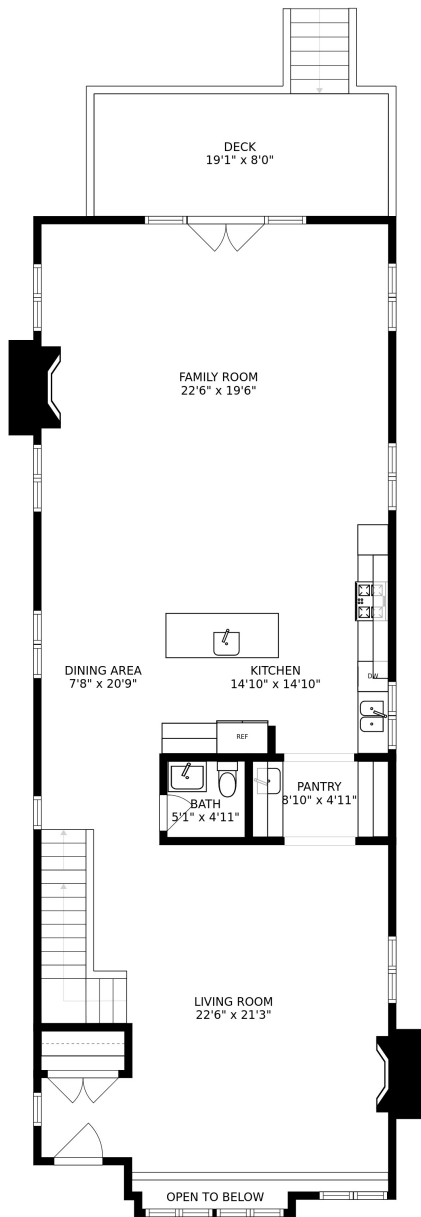 DECK
19'1" x 8'0"
FAMILY ROOM
22'6" x 19'6"
DINING AREA
7'8" x 20'9"
KITCHEN
14'10" x 14'10"
DW
REF
PANTRY
8'10" x 4'11"
BATH
5'1" x 4'11"
LIVING ROOM
22'6" x 21'3"
OPEN TO BELOW